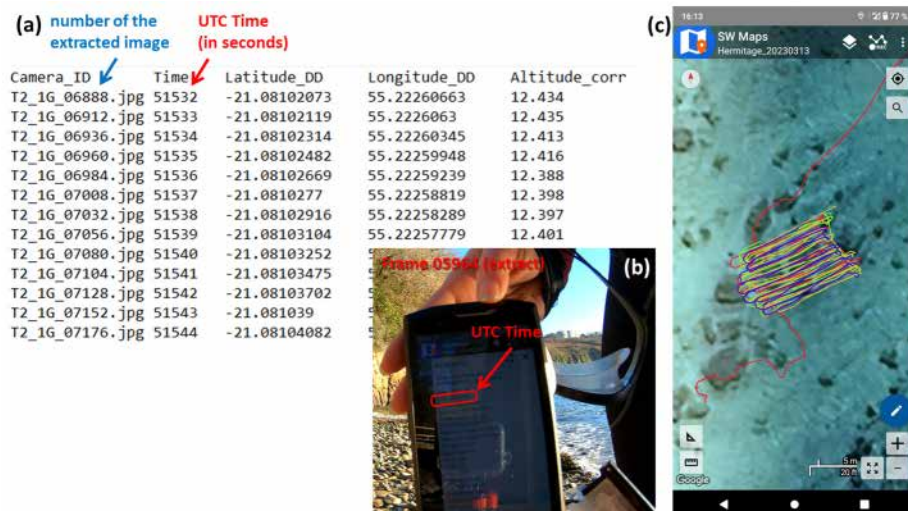 (a)
number of the
extracted image
UTC Time
(in seconds)
Camera_ID Time Latitude_DD Longitude_DD Altitude_corr
T2_1G_06888.jpg 51532 -21.08102073 55.22260663 12.434
T2_1G_06912.jpg 51533 -21.08102119 55.2226063 12.435
T2_1G_06936.jpg 51534 -21.08102314 55.22260345 12.413
T2_1G_06960.jpg 51535 -21.08102482 55.22259948 12.416
T2_1G_06984.jpg 51536 -21.08102669 55.22259239 12.388
T2_1G_07008.jpg 51537 -21.0810277 55.22258819 12.398
T2_1G_07032.jpg 51538 -21.08102916 55.22258289 12.397
T2_1G_07056.jpg 51539 -21.08103104 55.22257779 12.401
T2_1G_07080.jpg 51540 -21.08103252
T2_1G_07104.jpg 51541 -21.08103475
T2_1G_07128.jpg 51542 -21.08103702
T2_1G_07152.jpg 51543 -21.081039
T2_1G_07176.jpg 51544 -21.08104082
Frame 05964 (extract)
(b)
UTC Time
(c)
16:13
77 %
SW Maps
Hermitage_20230313
5 m
20 ft
Google